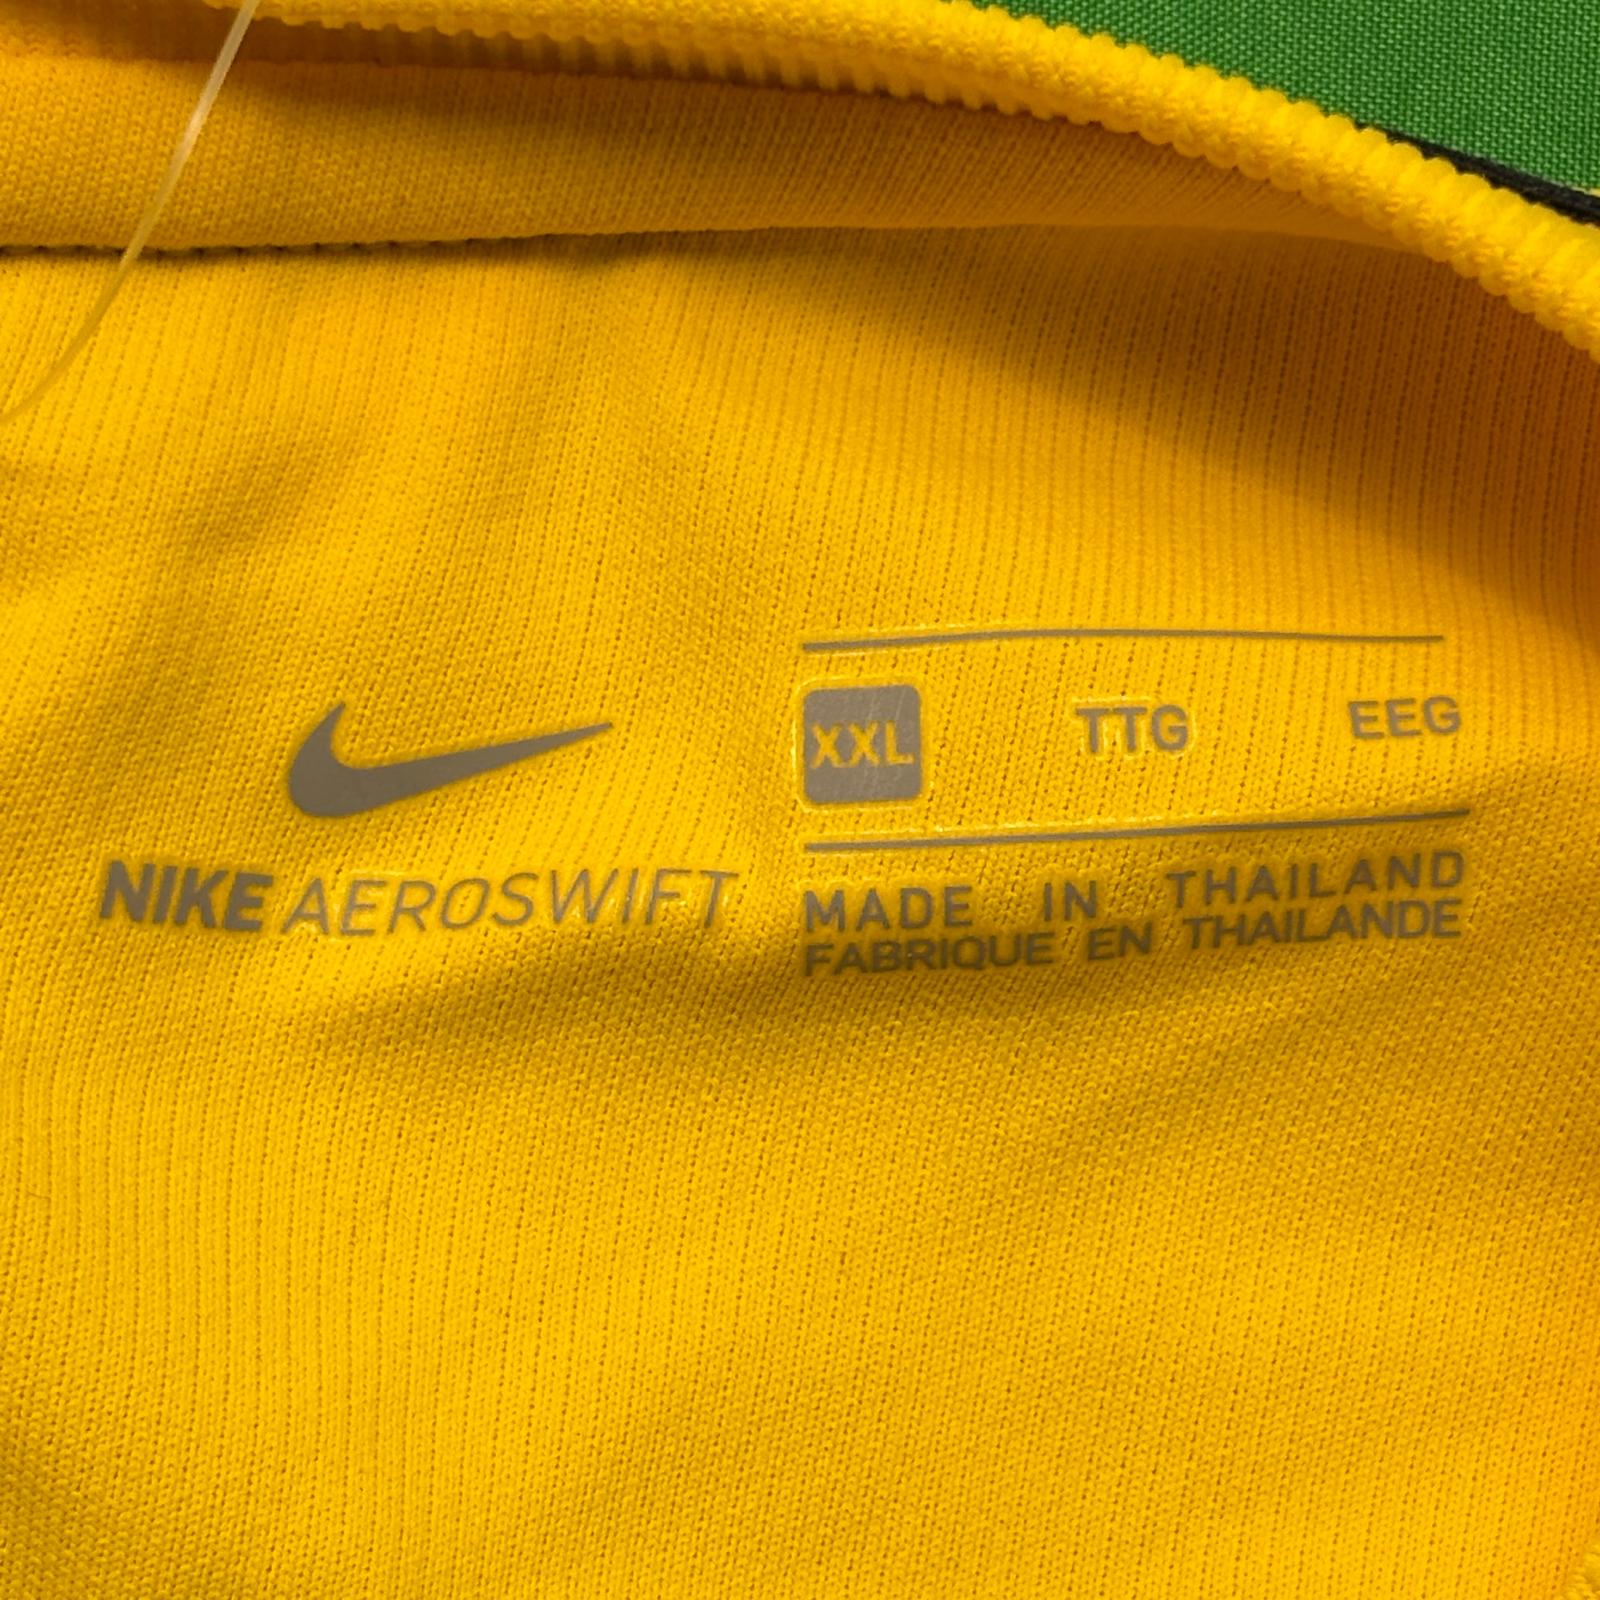 NIKE AEROSWIFT
XXL TTG EEG
MADE IN THAILAND
FABRIQUE EN THAILANDE